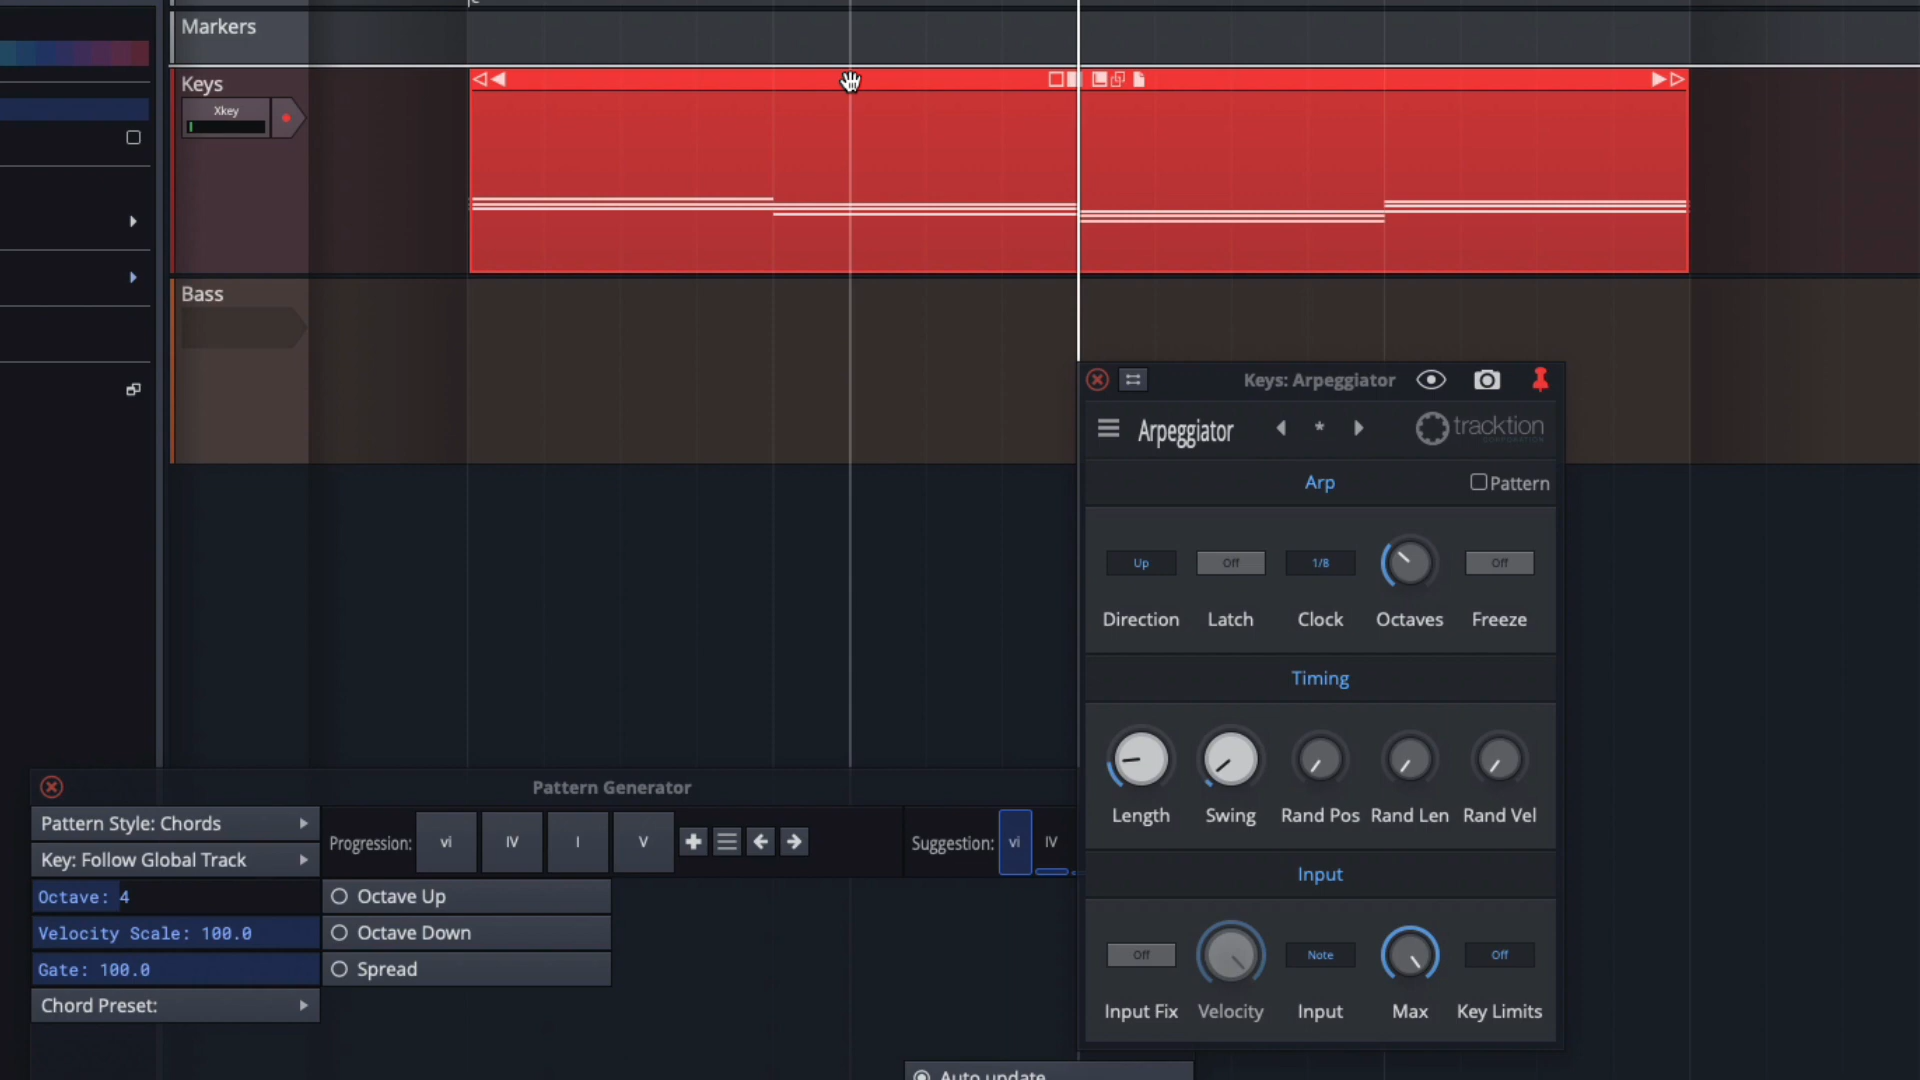 Markers
Keys
Xkey
Bass
Keys: Arpeggiator
Arpeggiator
*
tracktion
CORPORATION
Arp
Pattern
Up
Off
1/8
Off
Direction
Latch
Clock
Octaves
Freeze
Timing
Length
Swing
Rand Pos
Rand Len
Rand Vel
Input
Off
Note
Off
Input Fix
Velocity
Input
Max
Key Limits
Pattern Generator
Pattern Style: Chords
Key: Follow Global Track
Progression:
vi
IV
I
V
Suggestion:
vi
IV
Octave: 4
Octave Up
Velocity Scale: 100.0
Octave Down
Gate: 100.0
Spread
Chord Preset:
Auto update